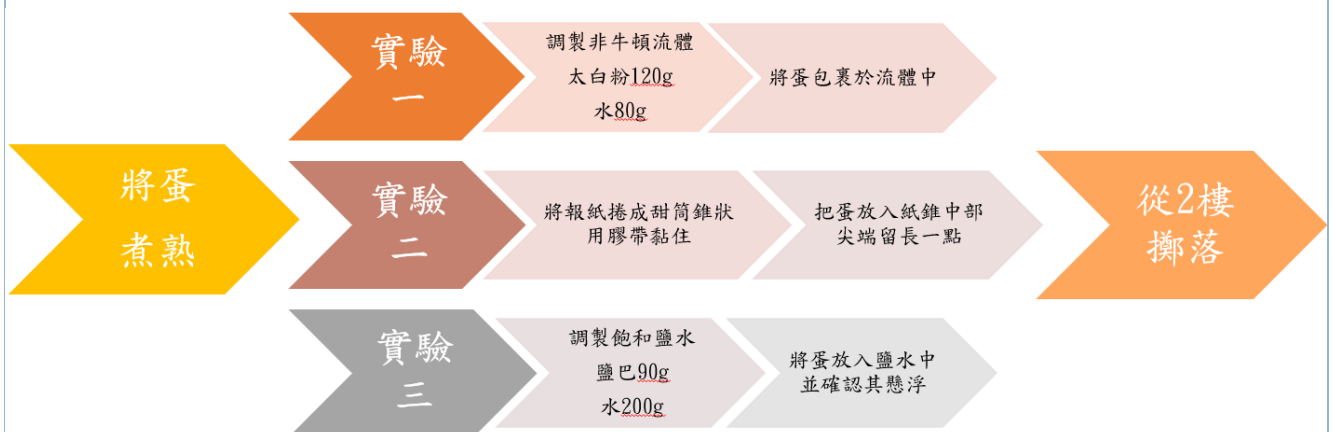 將蛋
煮熟
實驗
一
調製非牛頓流體
太白粉120g
水80g
將蛋包裹於流體中
實驗
二
將報紙捲成甜筒錐狀
用膠帶黏住
把蛋放入紙錐中部
尖端留長一點
實驗
三
調製飽和鹽水
鹽巴90g
水200g
將蛋放入鹽水中
並確認其懸浮
從2樓
擲落